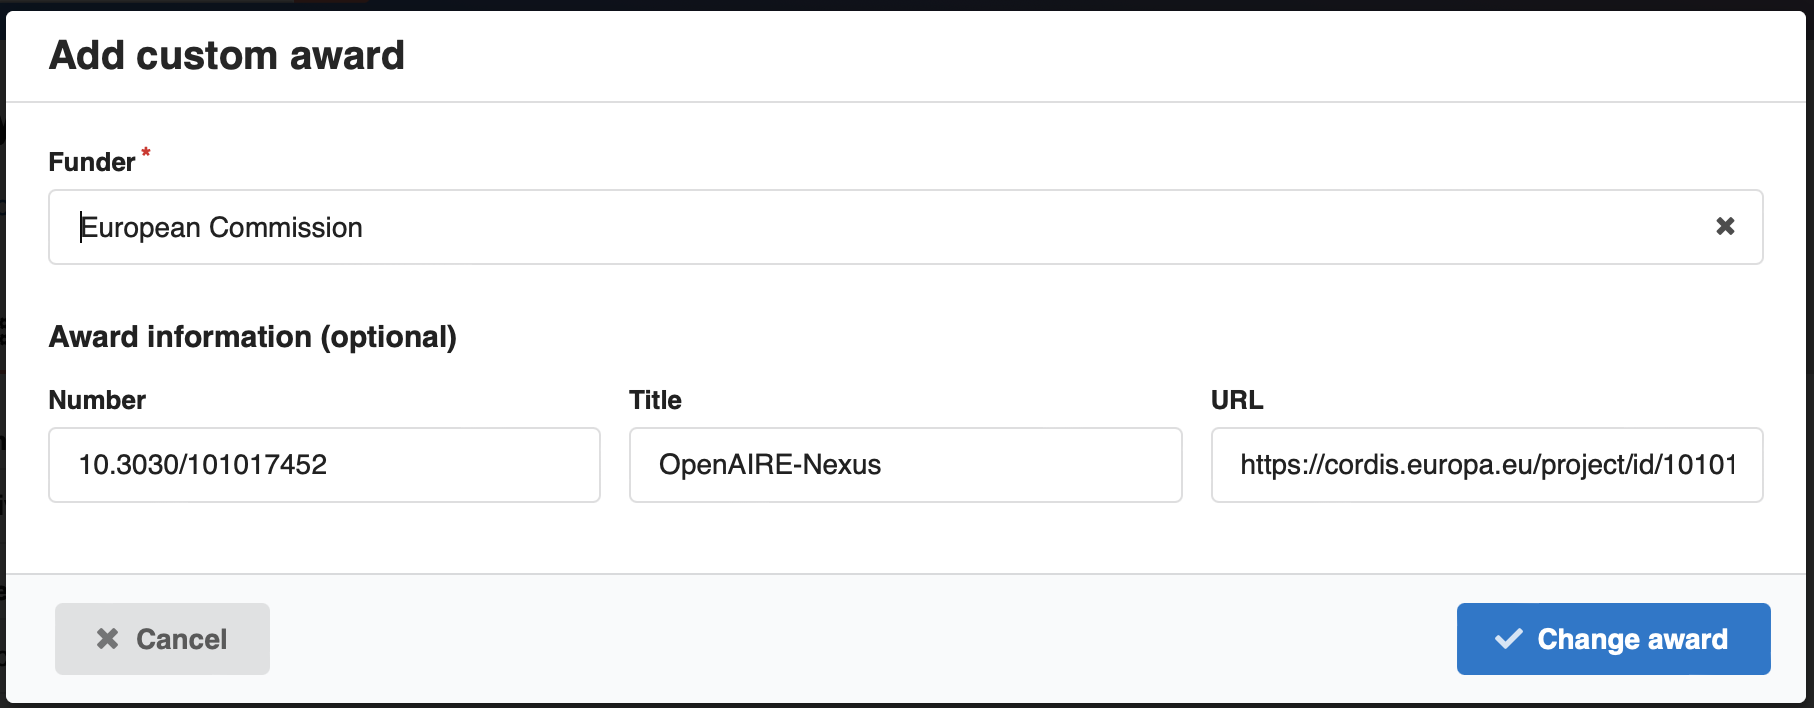 Add custom award
Funder *
European Commission
Award information (optional)
Number Title URL
10.3030/101017452 OpenAIRE-Nexus https://cordis.europa.eu/project/id/10101
Cancel Change award